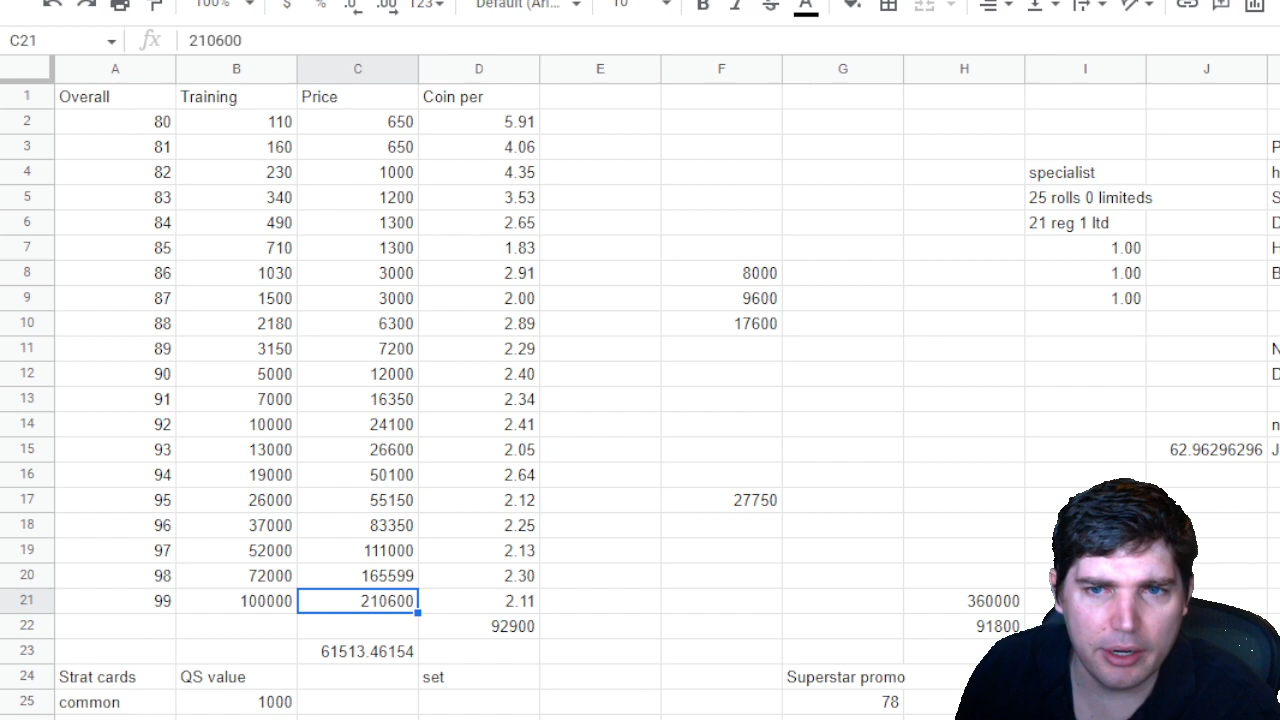 100% $ % .0 .00 123 Default (Ari... 10 B I S A
C21 fx 210600
A B C D E F G H I J
1 Overall Training Price Coin per
2 80 110 650 5.91
3 81 160 650 4.06 P
4 82 230 1000 4.35 specialist h
5 83 340 1200 3.53 25 rolls 0 limiteds S
6 84 490 1300 2.65 21 reg 1 ltd D
7 85 710 1300 1.83 1.00 H
8 86 1030 3000 2.91 8000 1.00 B
9 87 1500 3000 2.00 9600 1.00
10 88 2180 6300 2.89 17600
11 89 3150 7200 2.29 N
12 90 5000 12000 2.40 D
13 91 7000 16350 2.34
14 92 10000 24100 2.41 n
15 93 13000 26600 2.05 62.96296296 J
16 94 19000 50100 2.64
17 95 26000 55150 2.12 27750
18 96 37000 83350 2.25
19 97 52000 111000 2.13
20 98 72000 165599 2.30
21 99 100000 210600 2.11 360000
22 92900 91800
23 61513.46154
24 Strat cards QS value set Superstar promo
25 common 1000 78